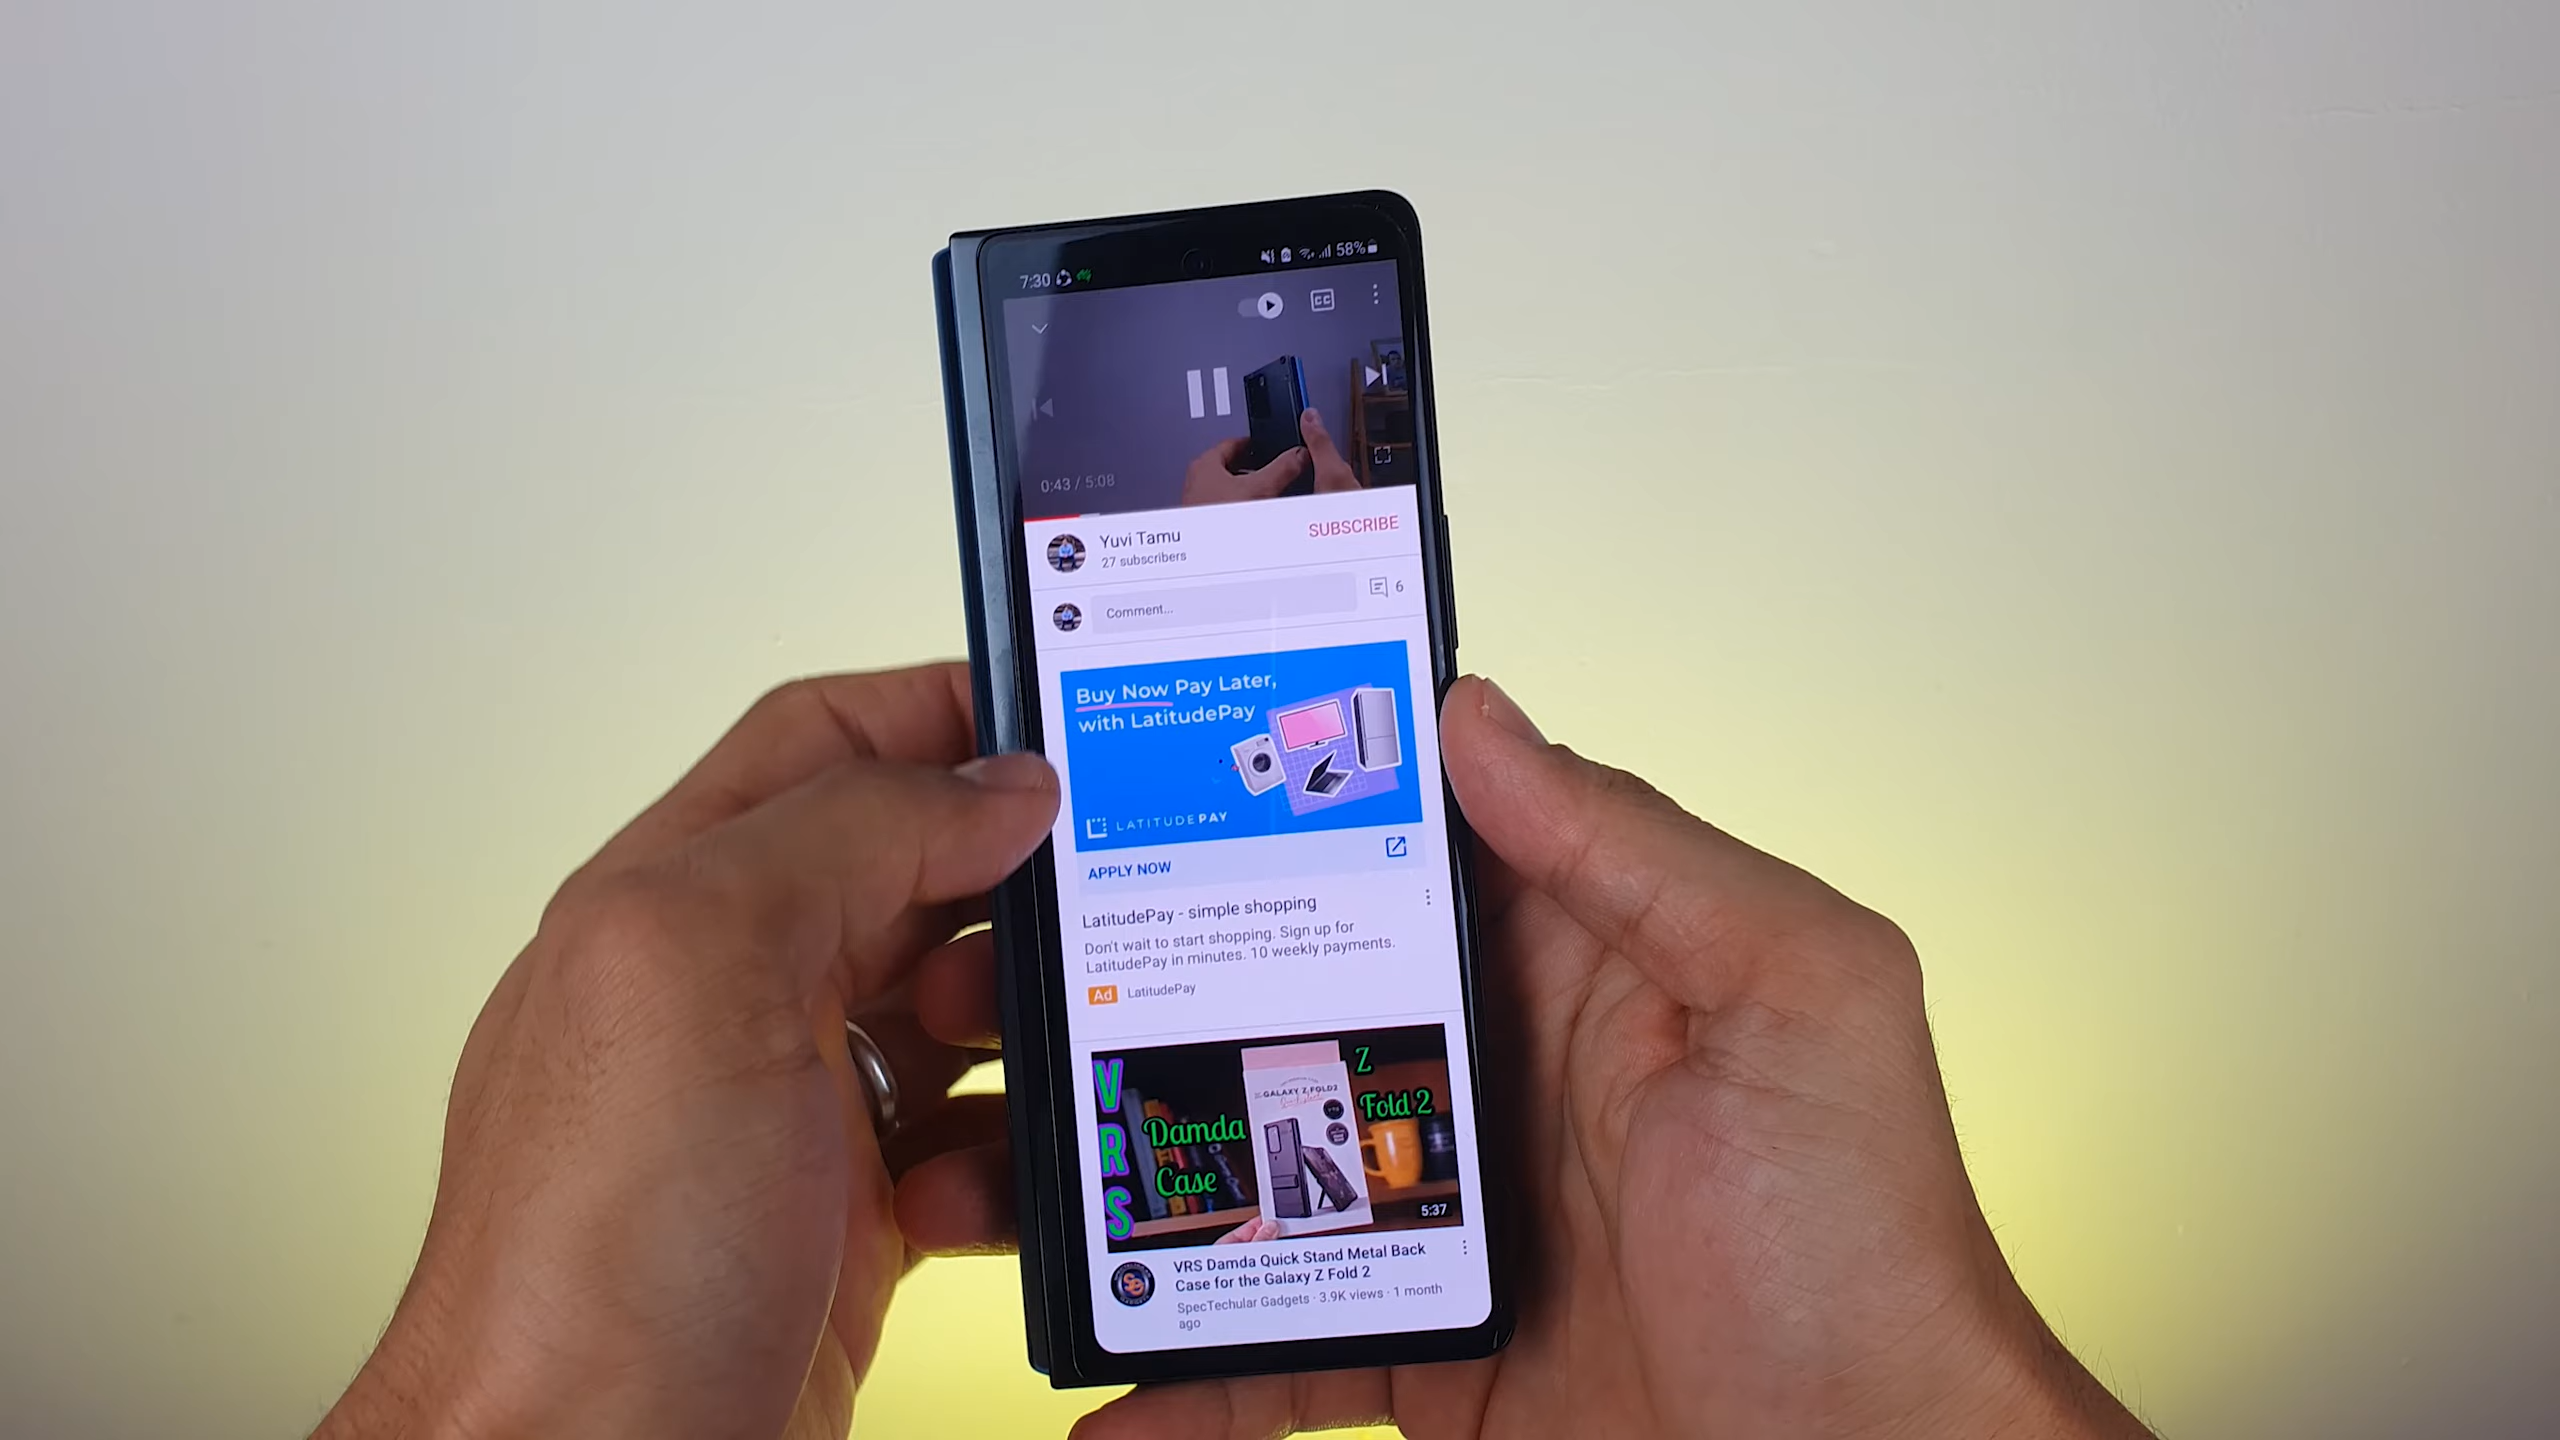 7:30
58%
CC
0:43 / 5:08
Yuvi Tamu
SUBSCRIBE
27 subscribers
Comment...
6
Buy Now Pay Later,
with LatitudePay
LATITUDEPAY
APPLY NOW
LatitudePay - simple shopping
Don't wait to start shopping. Sign up for
LatitudePay in minutes. 10 weekly payments.
Ad LatitudePay
VRS
Damda
Case
Z
Fold 2
GALAXY Z FOLD2
5:37
VRS Damda Quick Stand Metal Back
Case for the Galaxy Z Fold 2
SpecTechular Gadgets · 3.9K views · 1 month
ago